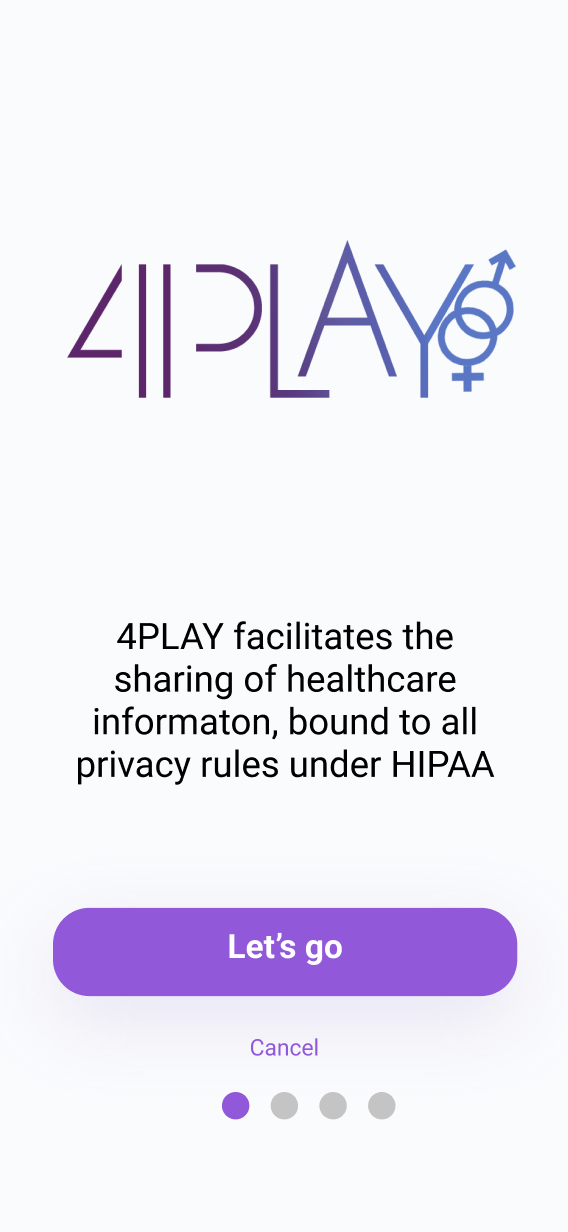 4PLAY
4PLAY facilitates the
sharing of healthcare
informaton, bound to all
privacy rules under HIPAA
Let’s go
Cancel